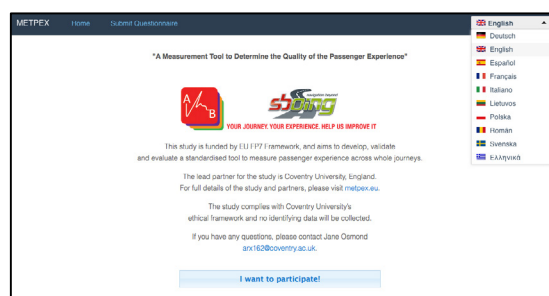 METPEX Home Submit Questionnaire English
Deutsch
English
Español
Français
Italiano
Lietuvos
Polska
Român
Svenska
Ελληνικά
"A Measurement Tool to Determine the Quality of the Passenger Experience"
A B
navigation beyond
sboing
YOUR JOURNEY. YOUR EXPERIENCE. HELP US IMPROVE IT
This study is funded by EU FP7 Framework, and aims to develop, validate
and evaluate a standardised tool to measure passenger experience across whole journeys.
The lead partner for the study is Coventry University, England.
For full details of the study and partners, please visit metpex.eu.
The study complies with Coventry University's
ethical framework and no identifying data will be collected.
If you have any questions, please contact Jane Osmond
arx162@coventry.ac.uk.
I want to participate!